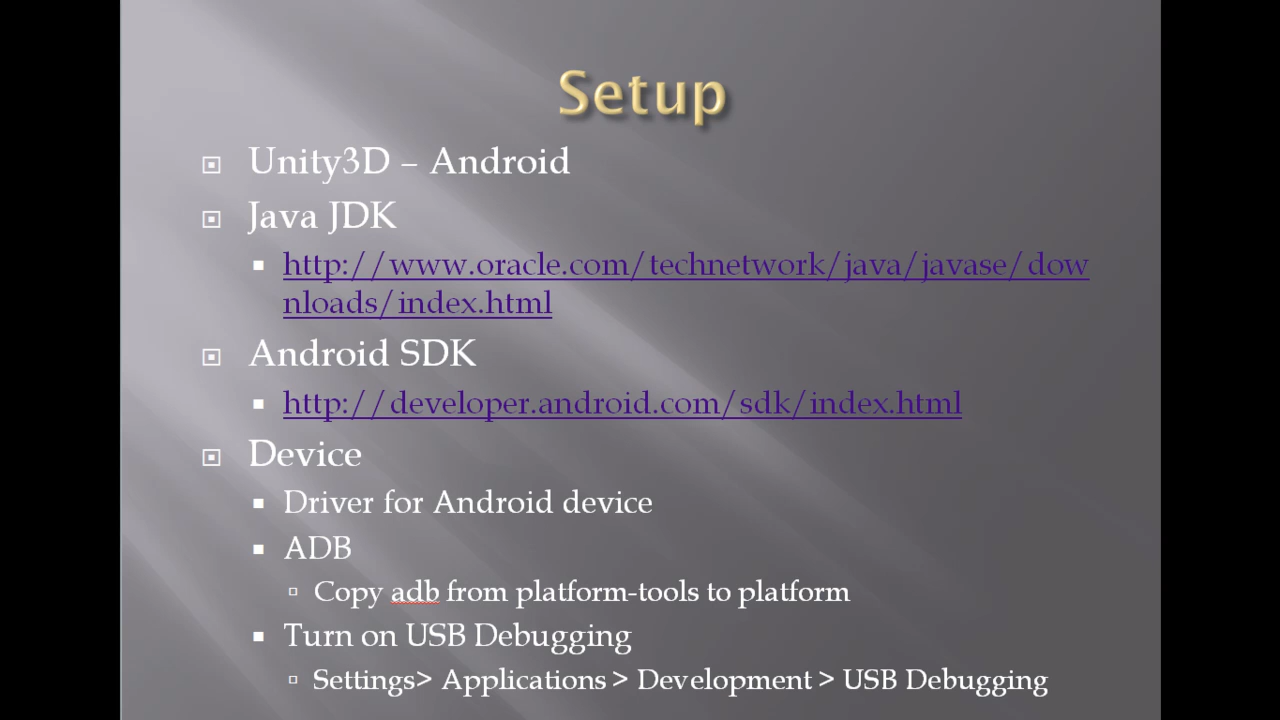 Setup
Unity3D – Android
Java JDK
http://www.oracle.com/technetwork/java/javase/dow
nloads/index.html
Android SDK
http://developer.android.com/sdk/index.html
Device
Driver for Android device
ADB
Copy adb from platform-tools to platform
Turn on USB Debugging
Settings> Applications > Development > USB Debugging